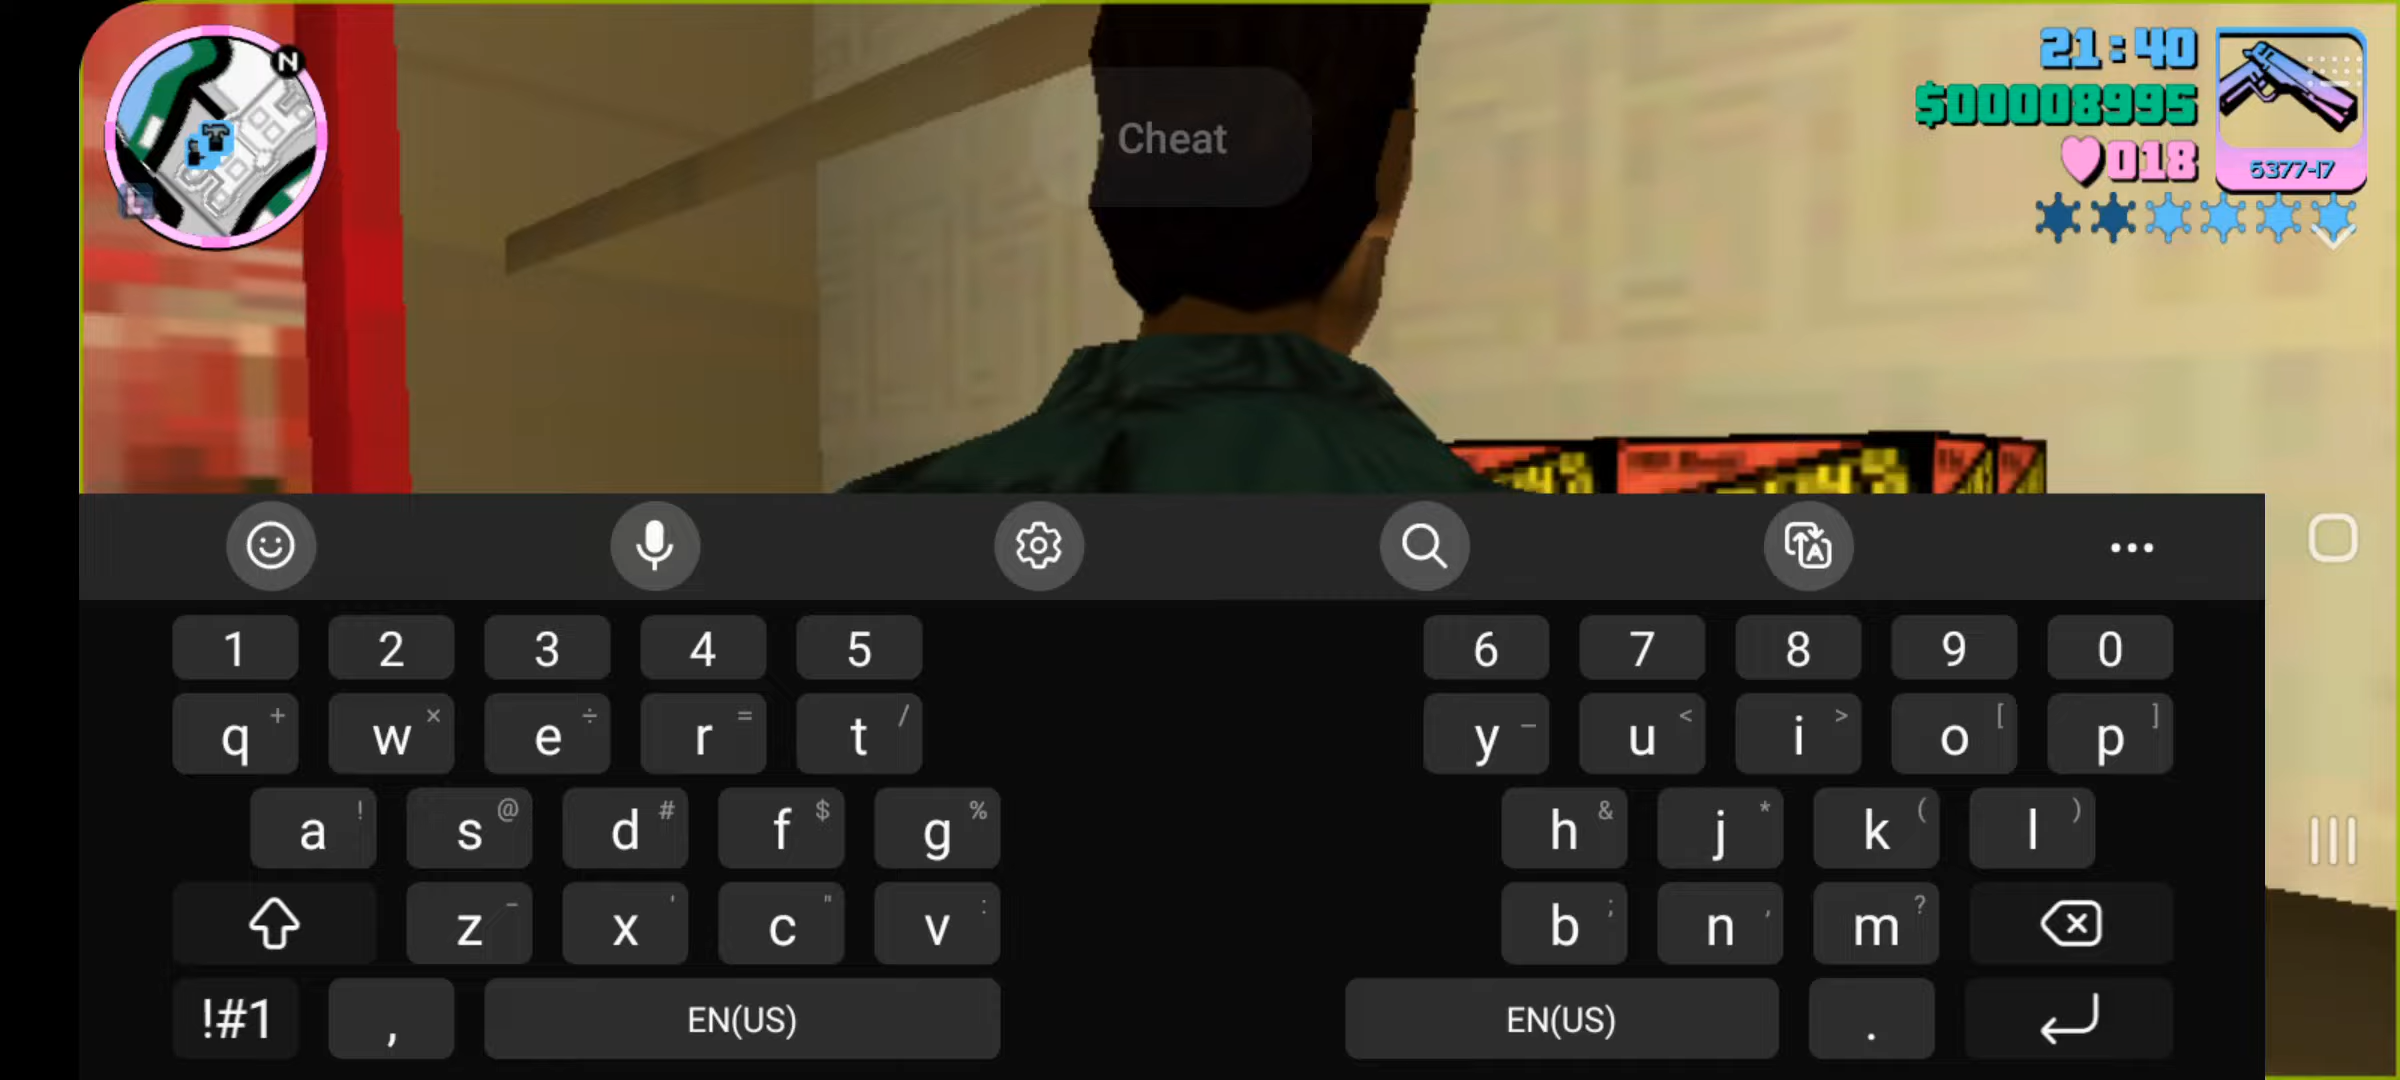 N
L
21:40
$00008995
018
5377-17
Cheat
1 2 3 4 5 6 7 8 9 0
q + w × e ÷ r = t / y _ u < i > o [ p ]
a ! s @ d # f $ g % h & j * k ( l )
z - x ' c " v : b ; n , m ?
!#1 , EN(US) EN(US) .